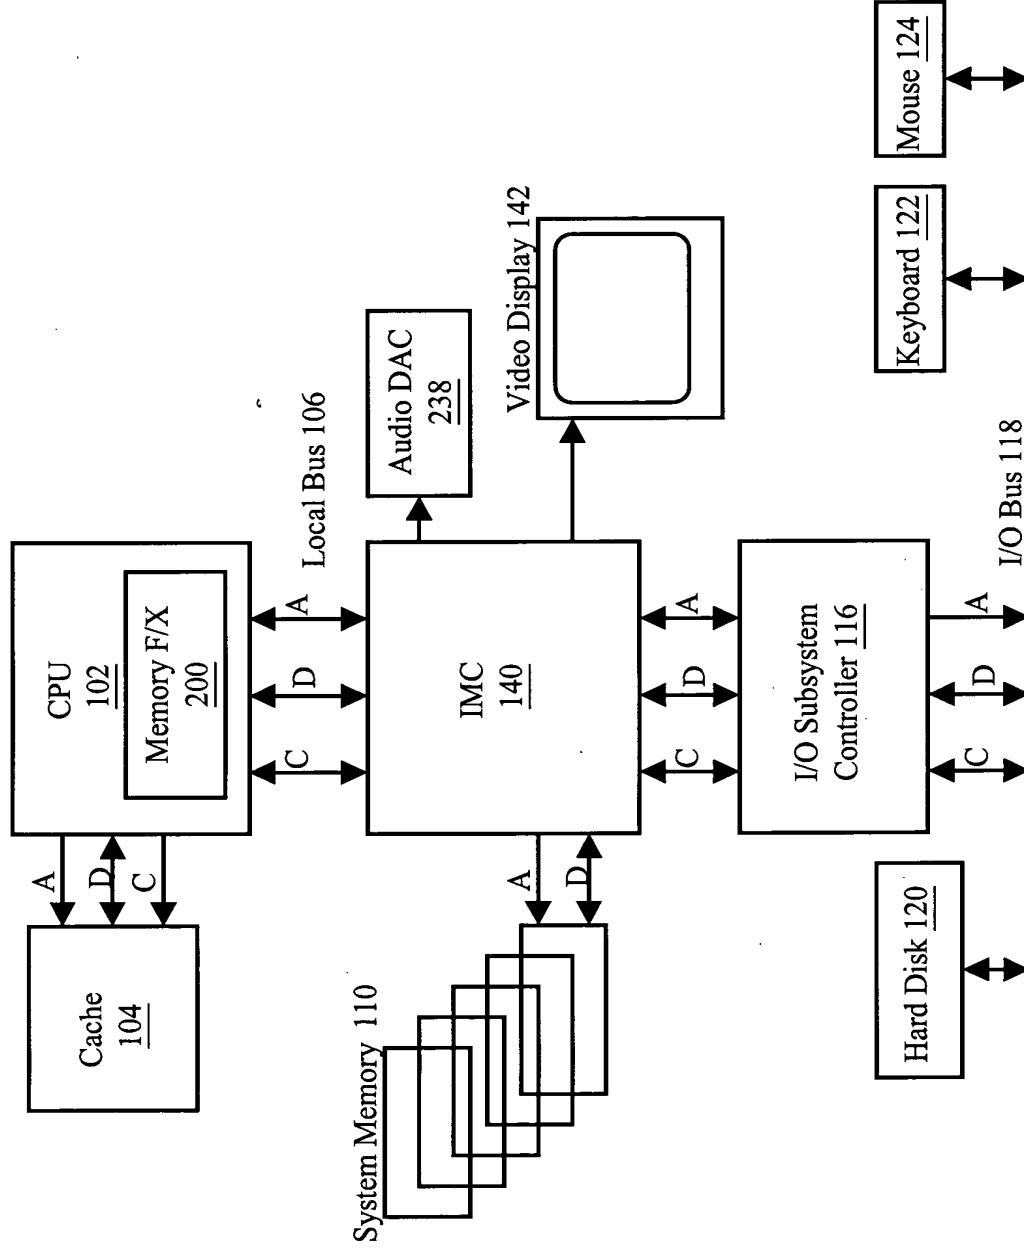 Cache
104
A
D
C
CPU
102
Memory F/X
200
C
D
A
Local Bus 106
System Memory 110
A
D
IMC
140
Audio DAC
238
Video Display 142
C
D
A
I/O Subsystem
Controller 116
C
D
A
I/O Bus 118
Hard Disk 120
Keyboard 122
Mouse 124